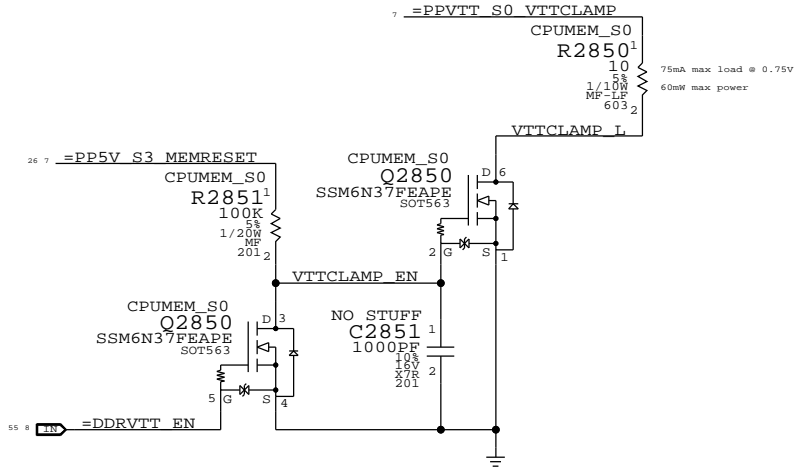 7 =PPVTT_S0_VTTCLAMP
CPUMEM_S0
R2850 1
10
5%
1/10W
MF-LF
603
2
75mA max load @ 0.75V
60mW max power
VTTCLAMP_L
26 7 =PP5V_S3_MEMRESET
CPUMEM_S0
R2851 1
100K
5%
1/20W
MF
201
2
CPUMEM_S0
Q2850
SSM6N37FEAPE
SOT563
D 6
2 G S 1
VTTCLAMP_EN
CPUMEM_S0
Q2850
SSM6N37FEAPE
SOT563
D 3
5 G S 4
NO STUFF
C2851
1000PF
10%
16V
X7R
201
1
2
55 8 IN =DDRVTT_EN